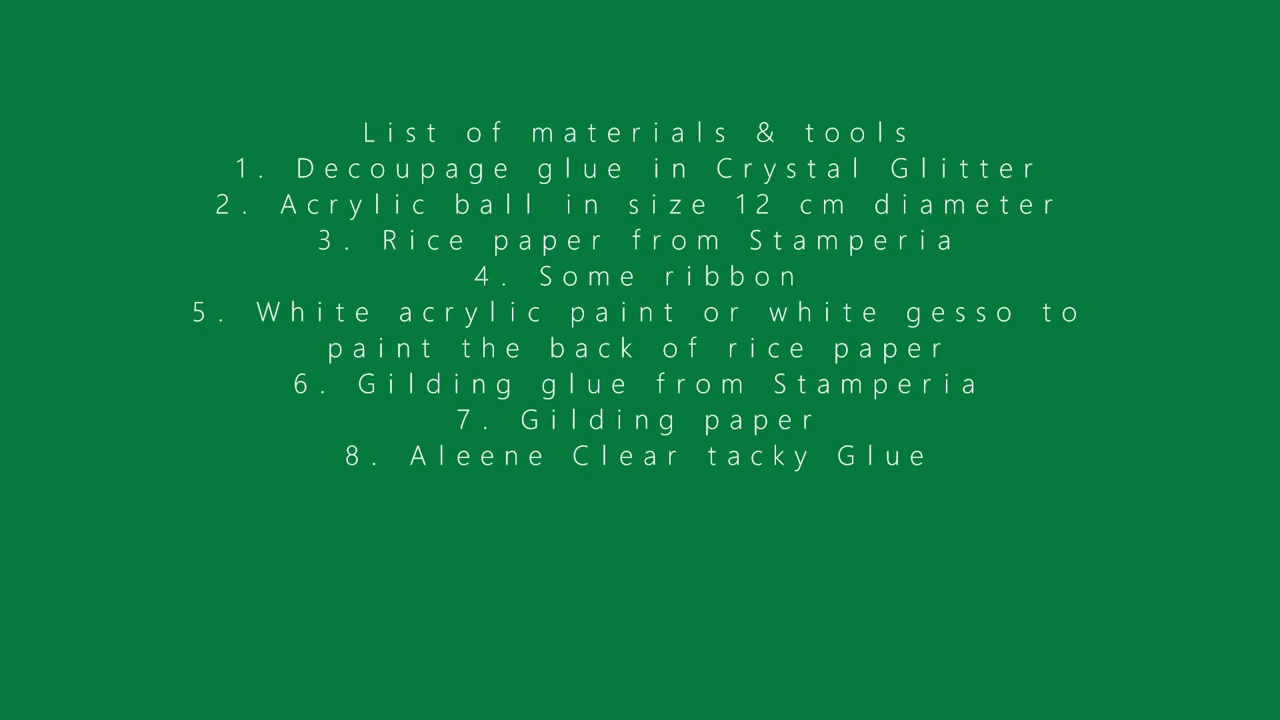 List of materials & tools
1. Decoupage glue in Crystal Glitter
2. Acrylic ball in size 12 cm diameter
3. Rice paper from Stamperia
4. Some ribbon
5. White acrylic paint or white gesso to
paint the back of rice paper
6. Gilding glue from Stamperia
7. Gilding paper
8. Aleene Clear tacky Glue